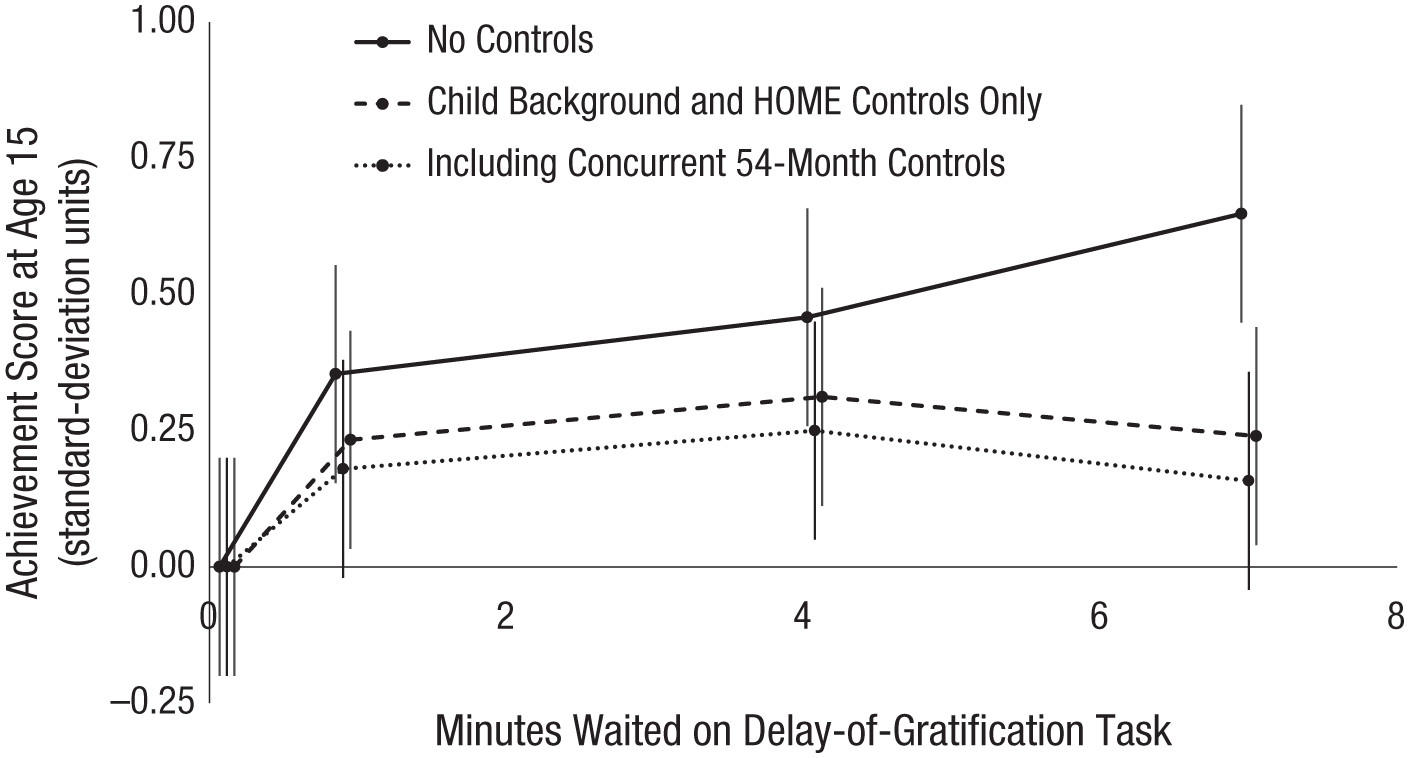 1.00
0.75
0.50
0.25
0.00
–0.25
Achievement Score at Age 15
(standard-deviation units)
No Controls
Child Background and HOME Controls Only
Including Concurrent 54-Month Controls
0 2 4 6 8
Minutes Waited on Delay-of-Gratification Task